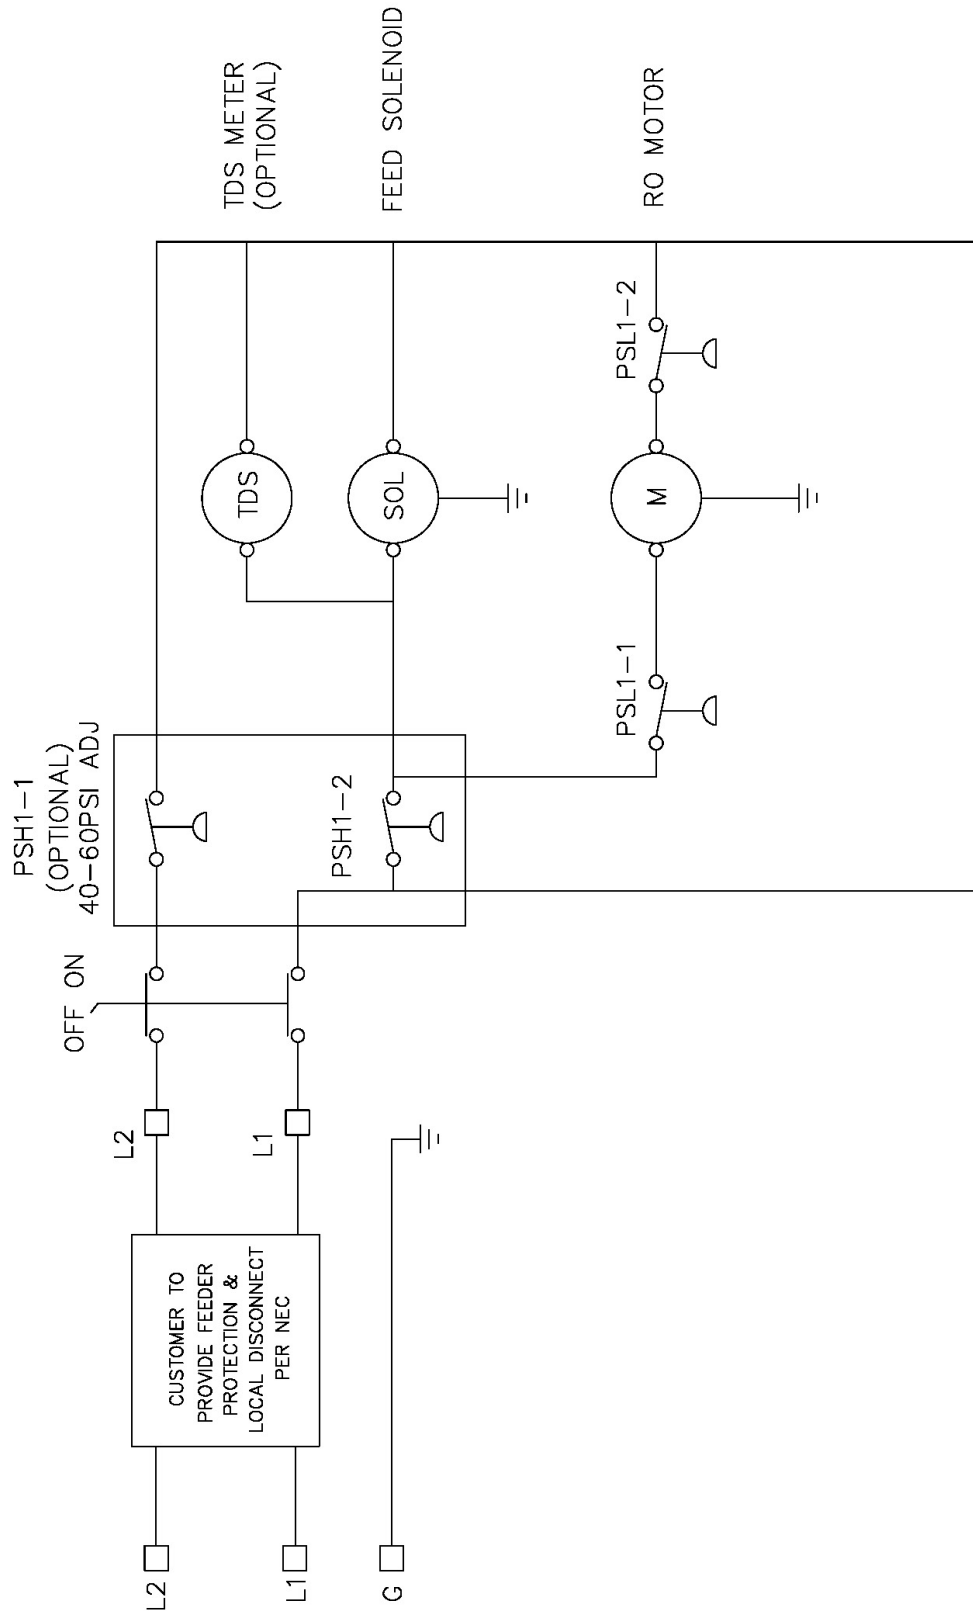 L2
L1
G
CUSTOMER TO
PROVIDE FEEDER
PROTECTION &
LOCAL DISCONNECT
PER NEC
L2
L1
OFF ON
PSH1-1
(OPTIONAL)
40-60PSI ADJ
PSH1-2
TDS
SOL
PSL1-1
M
PSL1-2
TDS METER
(OPTIONAL)
FEED SOLENOID
RO MOTOR